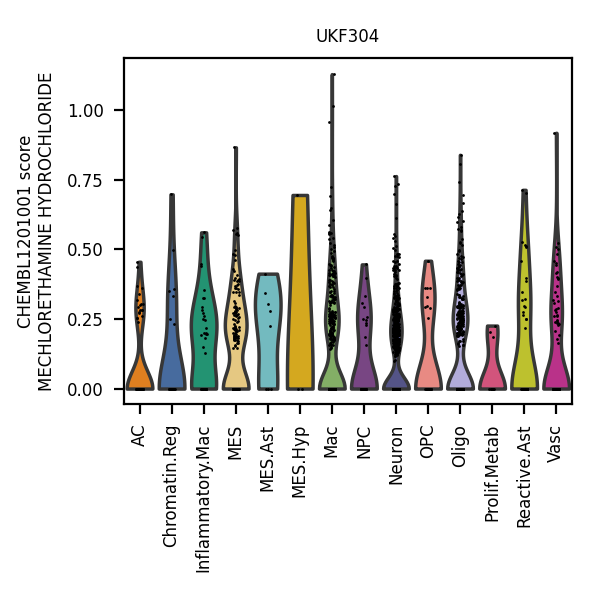 UKF304
CHEMBL1201001 score
MECHLORETHAMINE HYDROCHLORIDE
1.00
0.75
0.50
0.25
0.00
AC
Chromatin.Reg
Inflammatory.Mac
MES
MES.Ast
MES.Hyp
Mac
NPC
Neuron
OPC
Oligo
Prolif.Metab
Reactive.Ast
Vasc